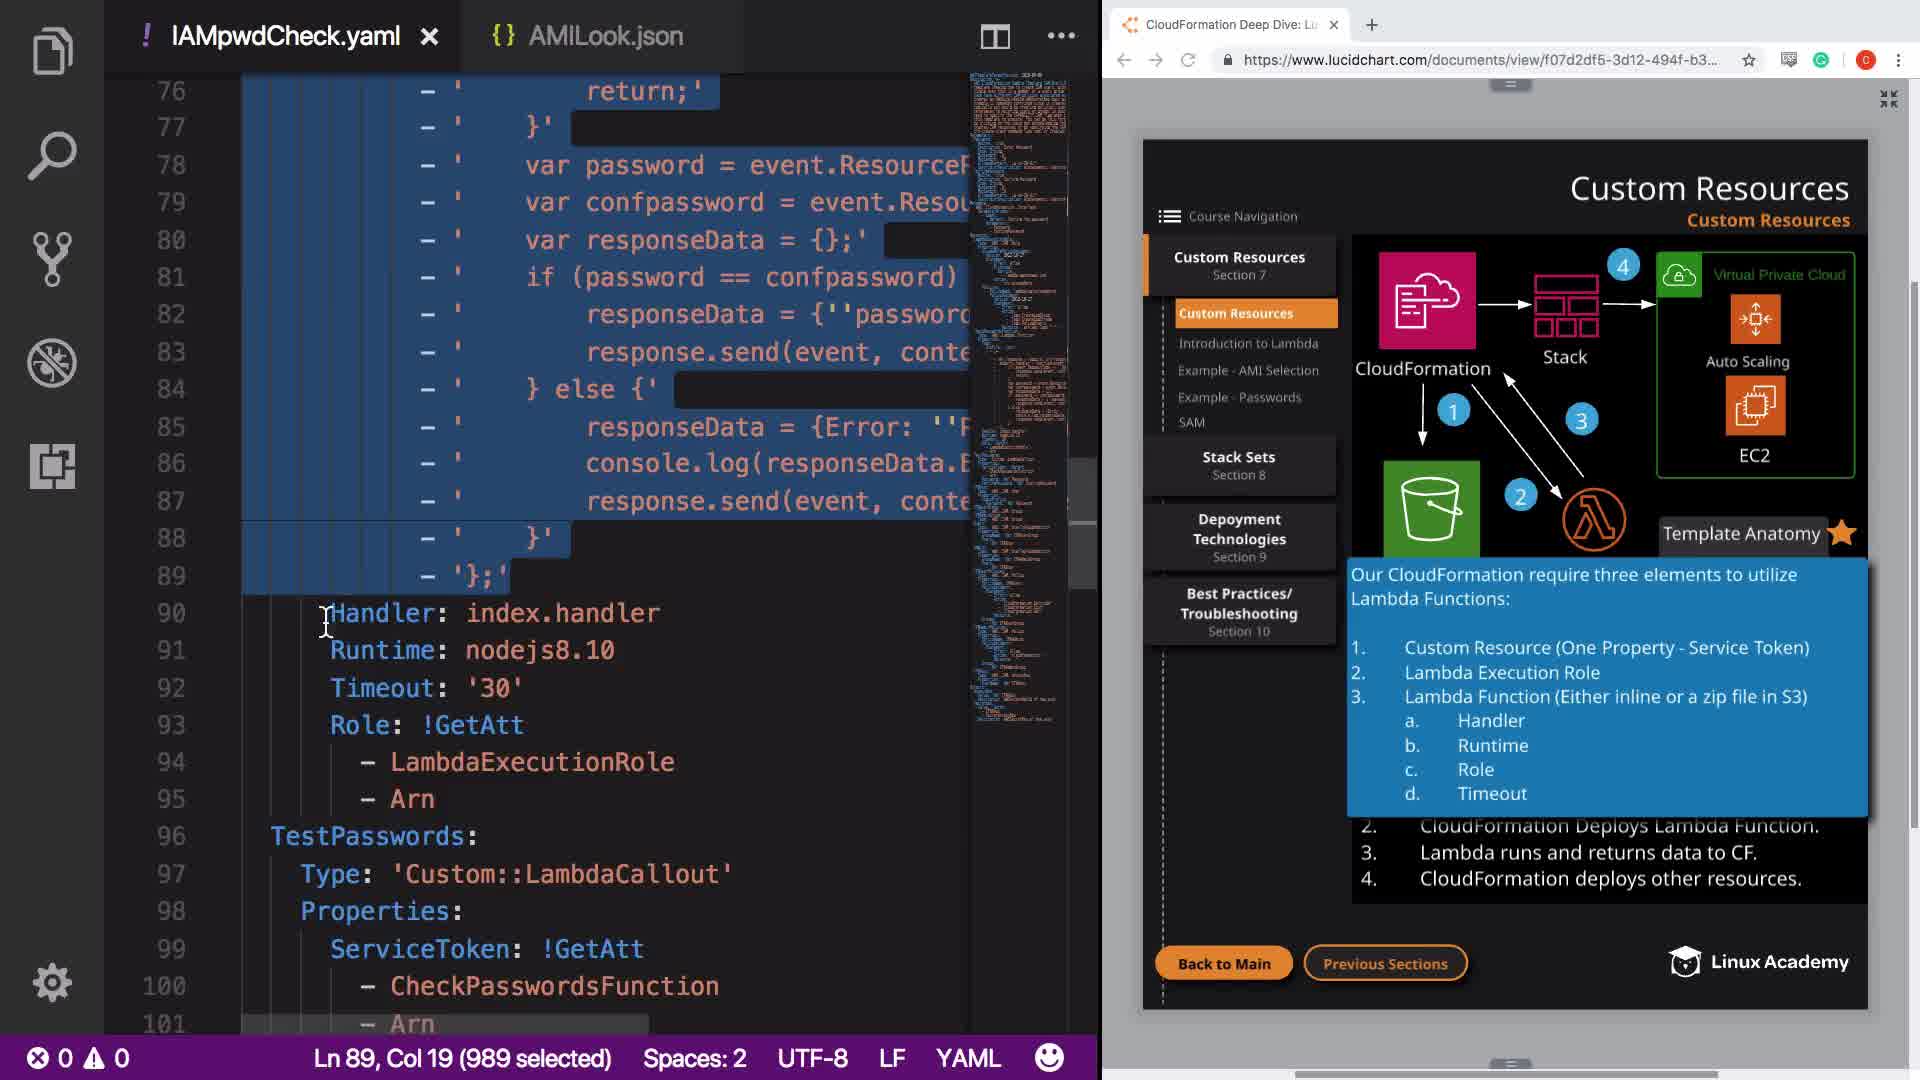 IAMpwdCheck.yaml
AMILook.json
76 - '        return;'
77 - '    }'
78 - '    var password = event.ResourceP
79 - '    var confpassword = event.Resou
80 - '    var responseData = {};'
81 - '    if (password == confpassword)
82 - '        responseData = {''password
83 - '        response.send(event, conte
84 - '    } else {'
85 - '        responseData = {Error: ''P
86 - '        console.log(responseData.E
87 - '        response.send(event, conte
88 - '    }'
89 - '};'
90 Handler: index.handler
91 Runtime: nodejs8.10
92 Timeout: '30'
93 Role: !GetAtt
94 - LambdaExecutionRole
95 - Arn
96 TestPasswords:
97 Type: 'Custom::LambdaCallout'
98 Properties:
99 ServiceToken: !GetAtt
100 - CheckPasswordsFunction
101 - Arn
0 0 Ln 89, Col 19 (989 selected) Spaces: 2 UTF-8 LF YAML
CloudFormation Deep Dive: Lu
https://www.lucidchart.com/documents/view/f07d2df5-3d12-494f-b3...
C
Custom Resources
Custom Resources
Course Navigation
Custom Resources
Section 7
Custom Resources
Introduction to Lambda
Example - AMI Selection
Example - Passwords
SAM
Stack Sets
Section 8
Depoyment
Technologies
Section 9
Best Practices/
Troubleshooting
Section 10
CloudFormation
Stack
4
Virtual Private Cloud
Auto Scaling
EC2
1
3
2
Template Anatomy
Our CloudFormation require three elements to utilize
Lambda Functions:
1. Custom Resource (One Property - Service Token)
2. Lambda Execution Role
3. Lambda Function (Either inline or a zip file in S3)
a. Handler
b. Runtime
c. Role
d. Timeout
2. CloudFormation Deploys Lambda Function.
3. Lambda runs and returns data to CF.
4. CloudFormation deploys other resources.
Back to Main
Previous Sections
Linux Academy